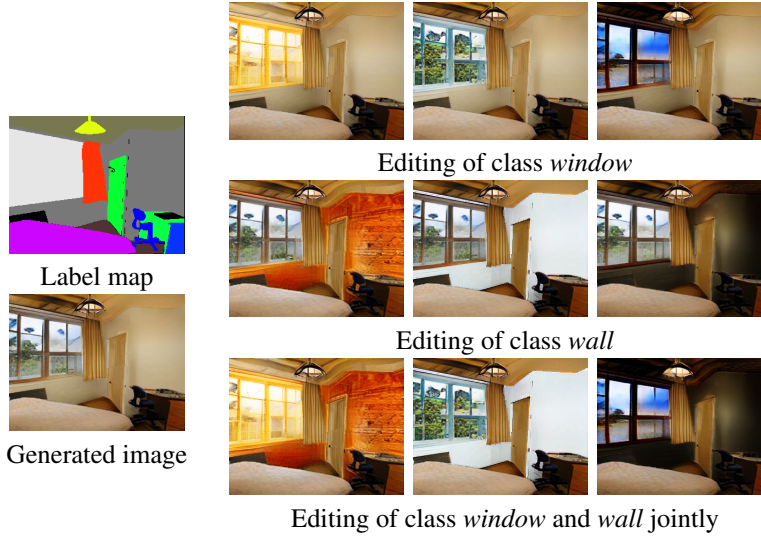 Editing of class window
Label map
Editing of class wall
Generated image
Editing of class window and wall jointly